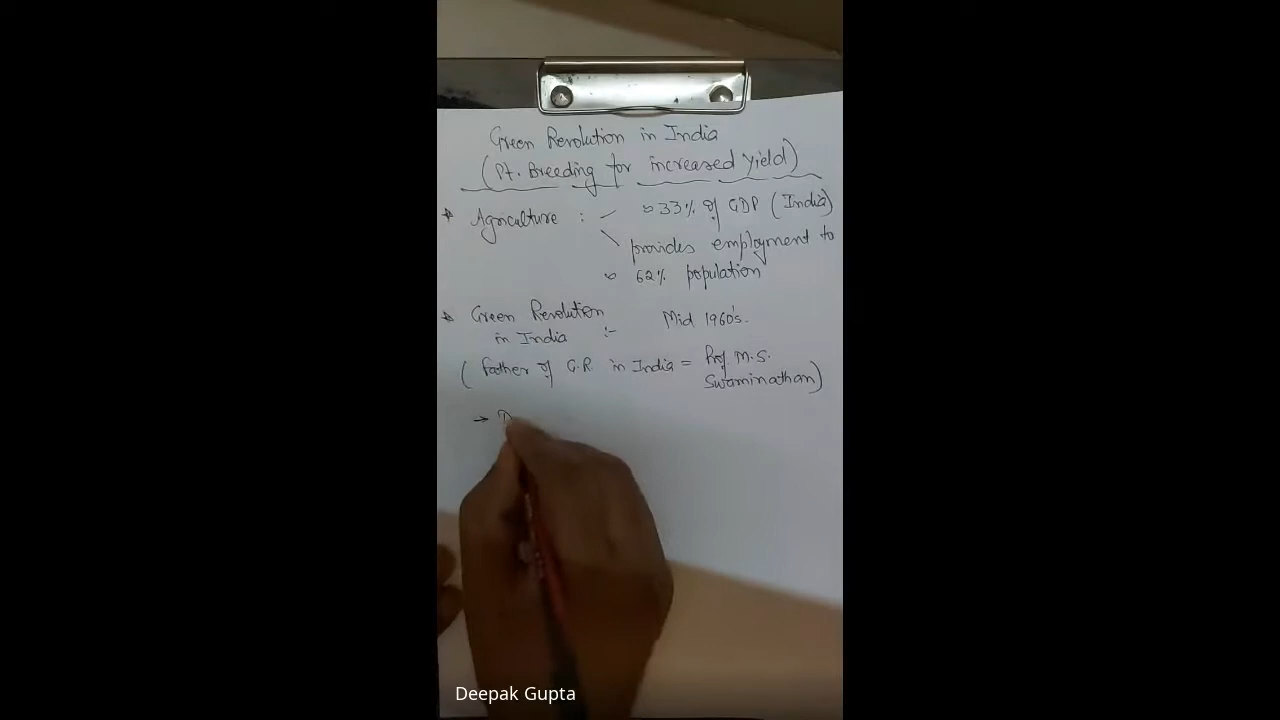 Green Revolution in India
(Pt. Breeding for increased yield)
* Agriculture : - ~ 33% of GDP (India)
\ provides employment to
~ 62% population
* Green Revolution
in India :- Mid 1960's.
( Father of G.R. in India = Prof. M.S.
Swaminathan)
→
Deepak Gupta